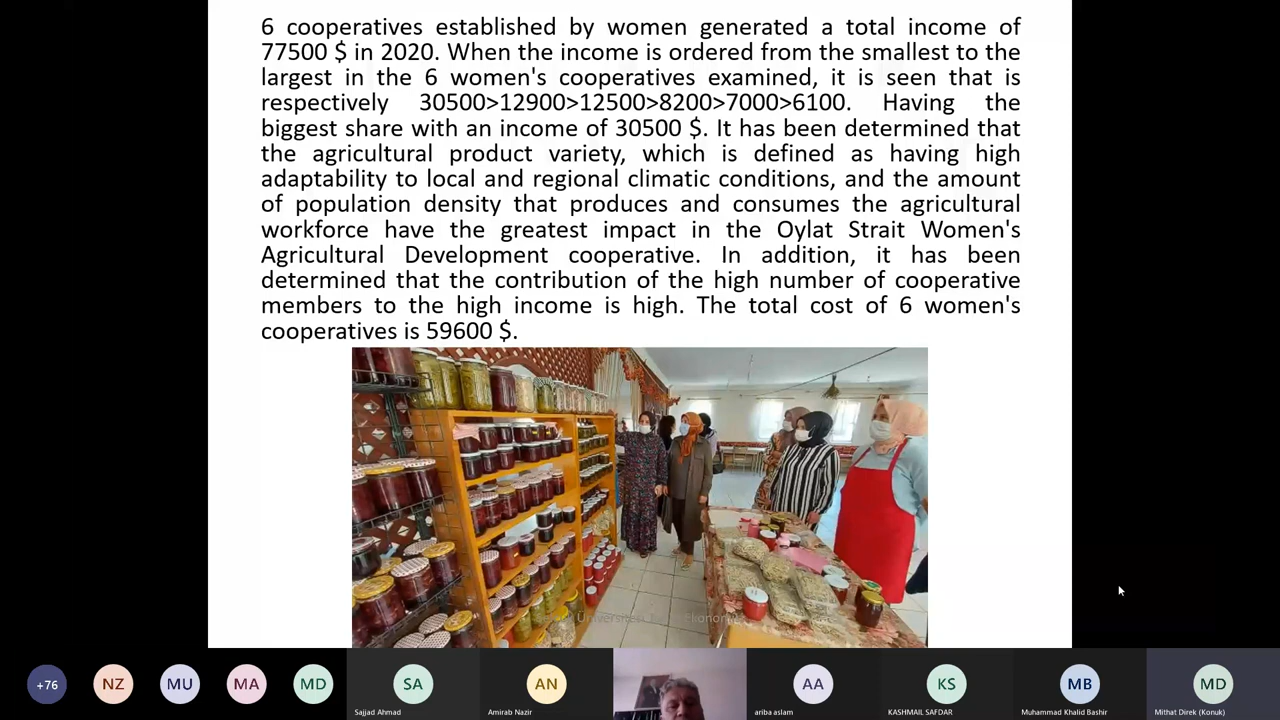 6 cooperatives established by women generated a total income of
77500 $ in 2020. When the income is ordered from the smallest to the
largest in the 6 women's cooperatives examined, it is seen that is
respectively 30500>12900>12500>8200>7000>6100. Having the
biggest share with an income of 30500 $. It has been determined that
the agricultural product variety, which is defined as having high
adaptability to local and regional climatic conditions, and the amount
of population density that produces and consumes the agricultural
workforce have the greatest impact in the Oylat Strait Women's
Agricultural Development cooperative. In addition, it has been
determined that the contribution of the high number of cooperative
members to the high income is high. The total cost of 6 women's
cooperatives is 59600 $.
+76
NZ
MU
MA
MD
SA
AN
AA
KS
MB
MD
Sajjad Ahmad
Amirab Nazir
ariba aslam
KASHMAIL SAFDAR
Muhammad Khalid Bashir
Mithat Direk (Konuk)